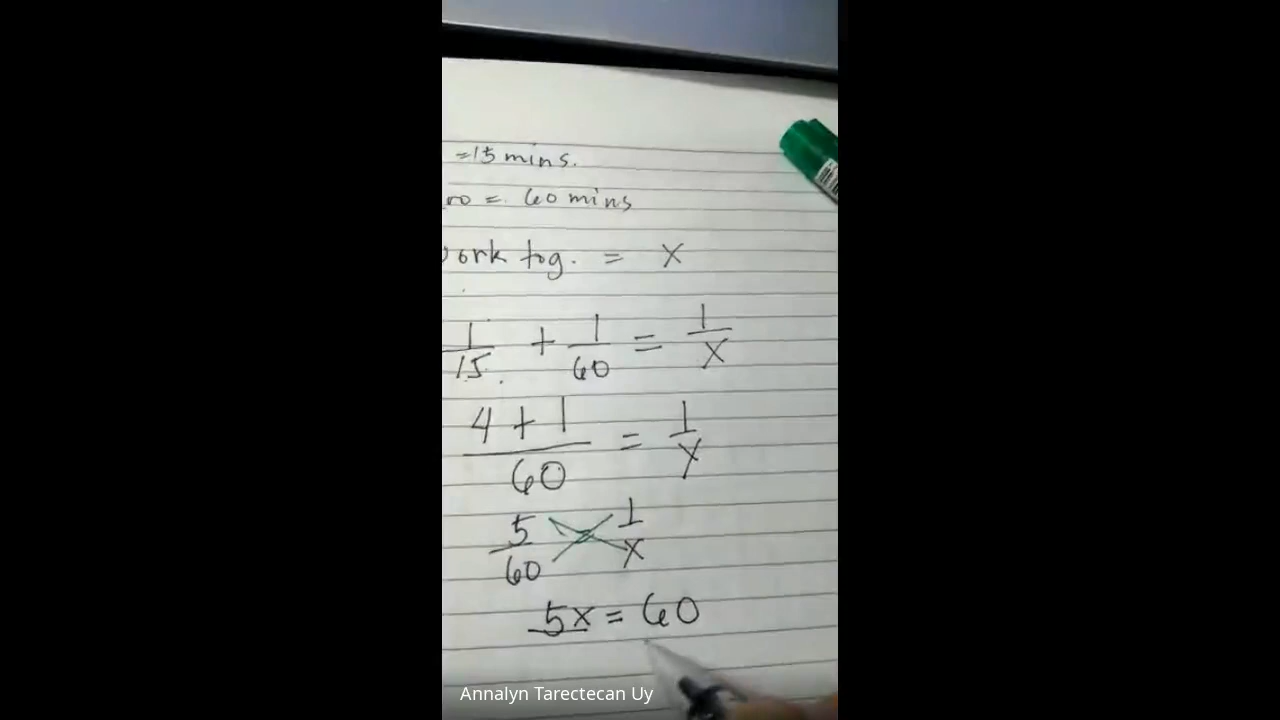 =15 mins.
= 60 mins
work tog. = x
1/15 + 1/60 = 1/x
4+1/60 = 1/x
5/60 = 1/x
5x = 60
Annalyn Tarectecan Uy